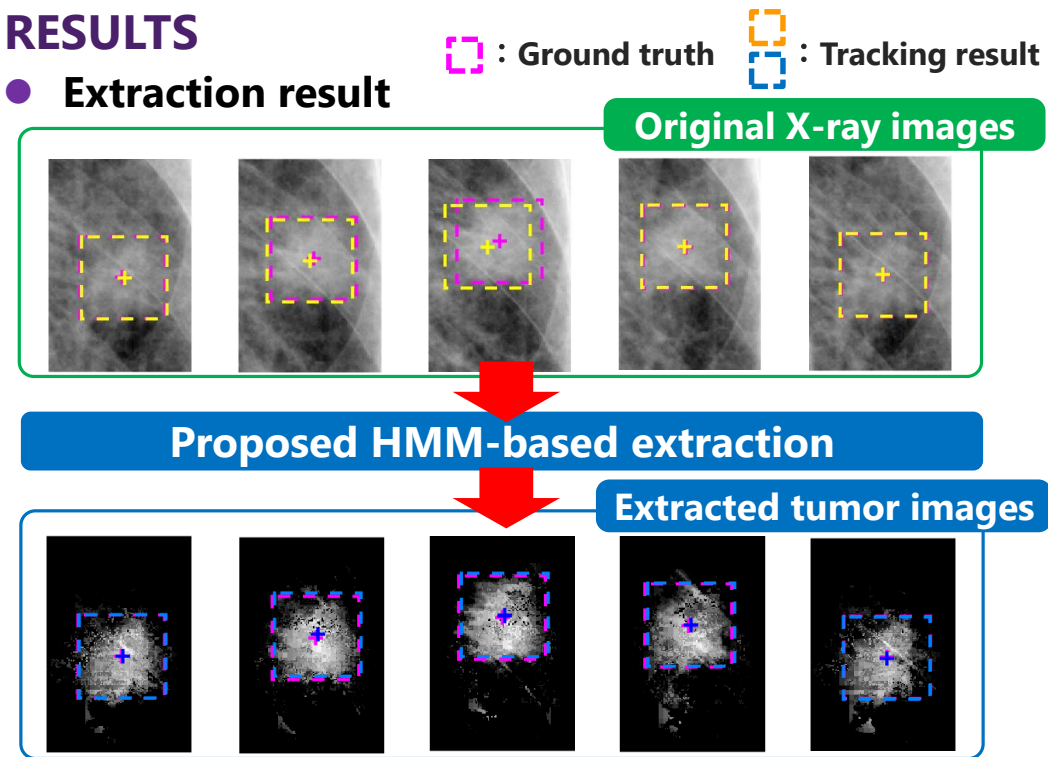 RESULTS
: Ground truth
: Tracking result
● Extraction result
Original X-ray images
Proposed HMM-based extraction
Extracted tumor images